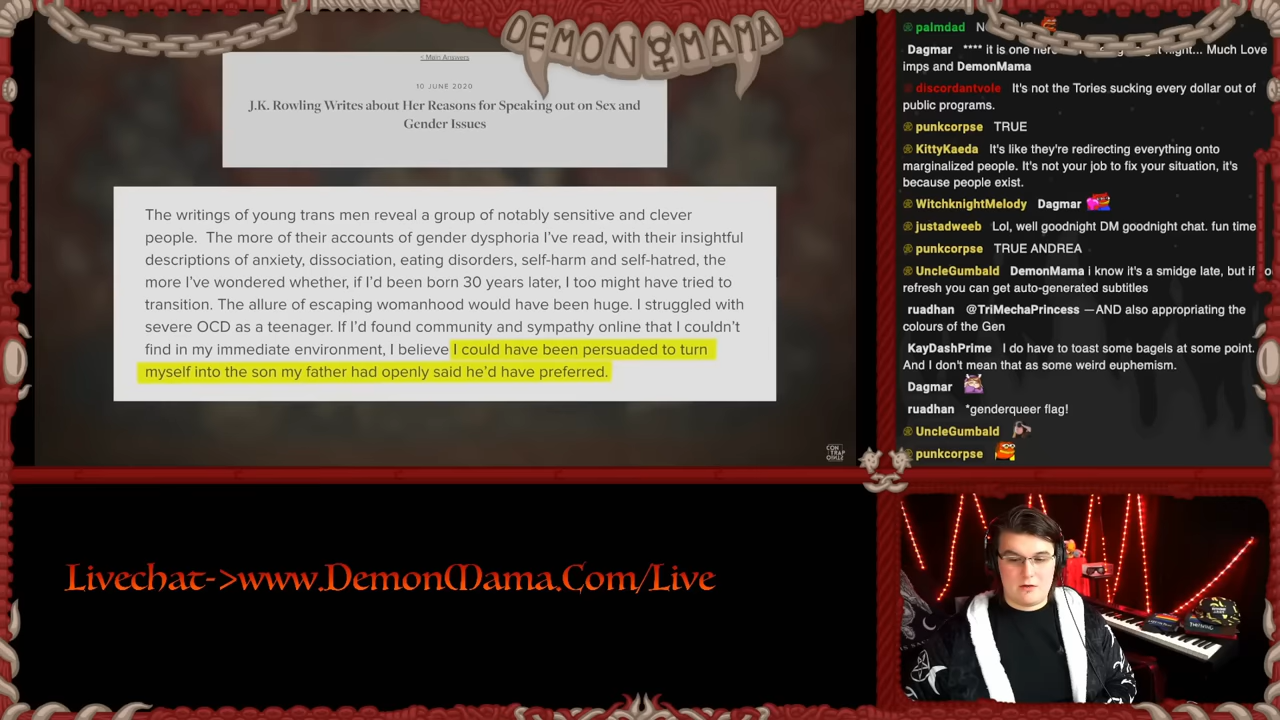 DEMON MAMA
< Main Answers
10 JUNE 2020
J.K. Rowling Writes about Her Reasons for Speaking out on Sex and
Gender Issues
The writings of young trans men reveal a group of notably sensitive and clever
people.  The more of their accounts of gender dysphoria I've read, with their insightful
descriptions of anxiety, dissociation, eating disorders, self-harm and self-hatred, the
more I've wondered whether, if I'd been born 30 years later, I too might have tried to
transition. The allure of escaping womanhood would have been huge. I struggled with
severe OCD as a teenager. If I'd found community and sympathy online that I couldn't
find in my immediate environment, I believe I could have been persuaded to turn
myself into the son my father had openly said he'd have preferred.
CON
TRAP
Livechat->www.DemonMama.Com/Live
palmdad
Dagmar **** it is one Much Love
imps and DemonMama
discordantvole It's not the Tories sucking every dollar out of
public programs.
punkcorpse TRUE
KittyKaeda It's like they're redirecting everything onto
marginalized people. It's not your job to fix your situation, it's
because people exist.
WitchknightMelody Dagmar
justadweeb Lol, well goodnight DM goodnight chat. fun time
punkcorpse TRUE ANDREA
UncleGumbald DemonMama i know it's a smidge late, but if o
refresh you can get auto-generated subtitles
ruadhan @TriMechaPrincess —AND also appropriating the
colours of the Gen
KayDashPrime I do have to toast some bagels at some point.
And I don't mean that as some weird euphemism.
Dagmar
ruadhan *genderqueer flag!
UncleGumbald
punkcorpse